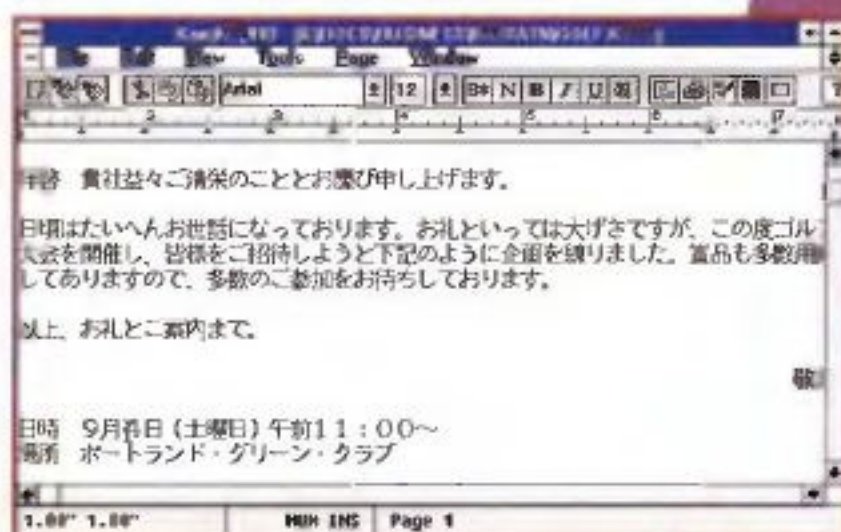 File Edit View Tools Page Window
Arial 12 N B I U
拝啓 貴社益々ご清栄のこととお慶び申し上げます。
日頃はたいへんお世話になっております。お礼といっては大げさですが、この度ゴルフ
大会を開催し、皆様をご招待しようと下記のように企画を練りました。賞品も多数用意
してありますので、多数のご参加をお待ちしております。
以上、お礼とご案内まで。
敬
日時 9月 日(土曜日)午前11:00～
場所 ポートランド・グリーン・クラブ
1.00" 1.00" NUM INS Page 1